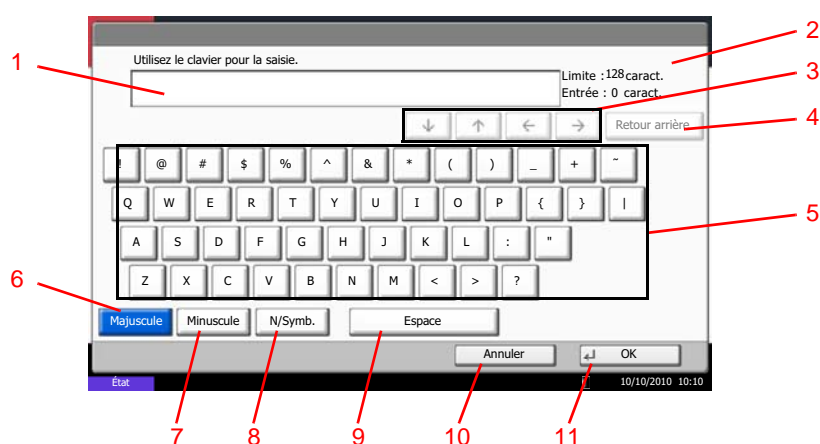 2
Utilisez le clavier pour la saisie.
1
Limite : 128 caract.
3
Entrée : 0 caract.
↓ ↑ ← → Retour arrière
4
! @ # $ % ^ & * ( ) _ + ~
Q W E R T Y U I O P { } |
5
A S D F G H J K L : "
Z X C V B N M < > ?
6
Majuscule Minuscule N/Symb. Espace
Annuler OK
État 10/10/2010 10:10
7 8 9 10 11